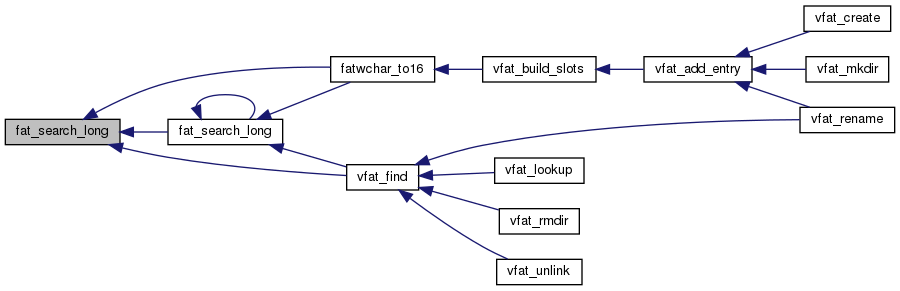 fat_search_long
fat_search_long
fatwchar_to16
vfat_build_slots
vfat_add_entry
vfat_create
vfat_mkdir
vfat_rename
vfat_find
vfat_lookup
vfat_rmdir
vfat_unlink